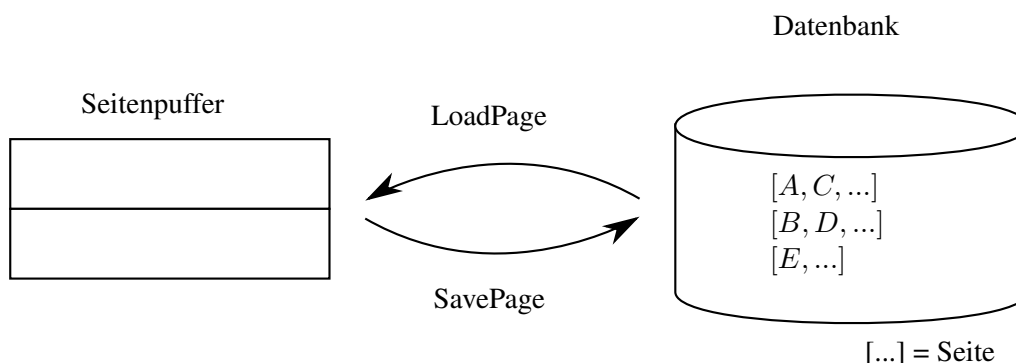 Datenbank
Seitenpuffer
LoadPage
[A, C, ...]
[B, D, ...]
[E, ...]
SavePage
[...] = Seite